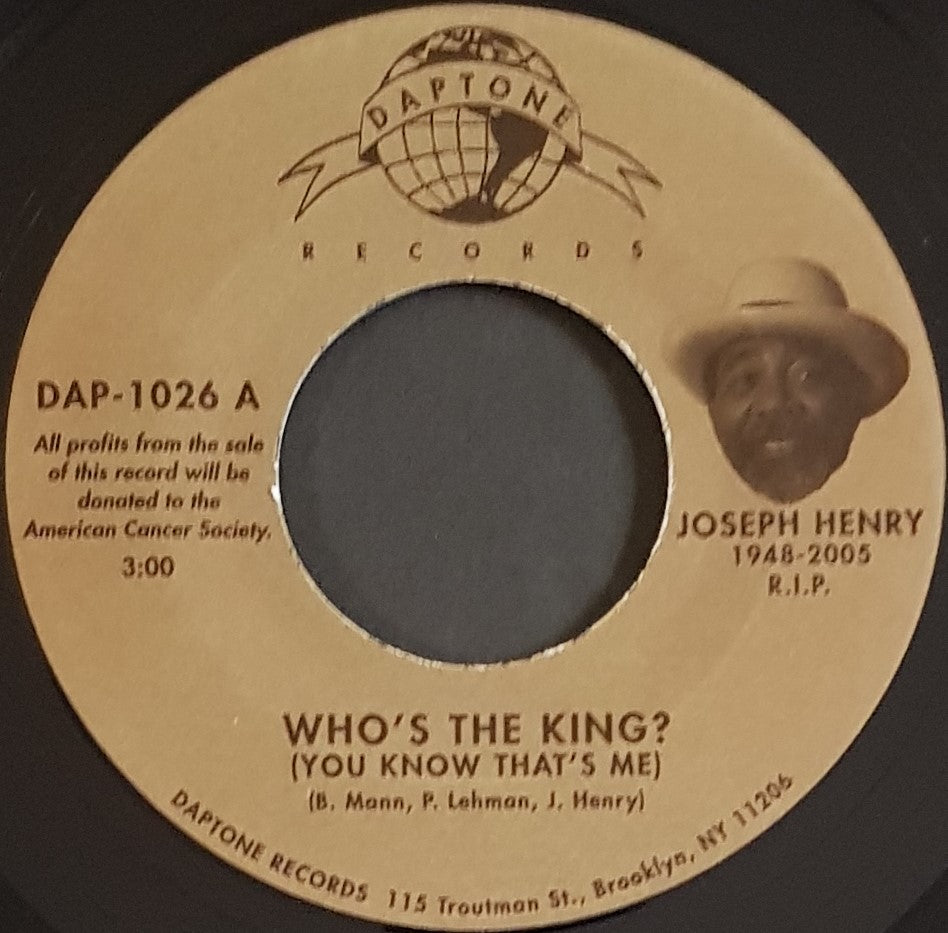 DAPTONE
RECORDS
DAP-1026 A
All profits from the sale
of this record will be
donated to the
American Cancer Society.
3:00
JOSEPH HENRY
1948-2005
R.I.P.
WHO'S THE KING?
(YOU KNOW THAT'S ME)
(B. Mann, P. Lehman, J. Henry)
DAPTONE RECORDS 115 Troutman St., Brooklyn, NY 11206